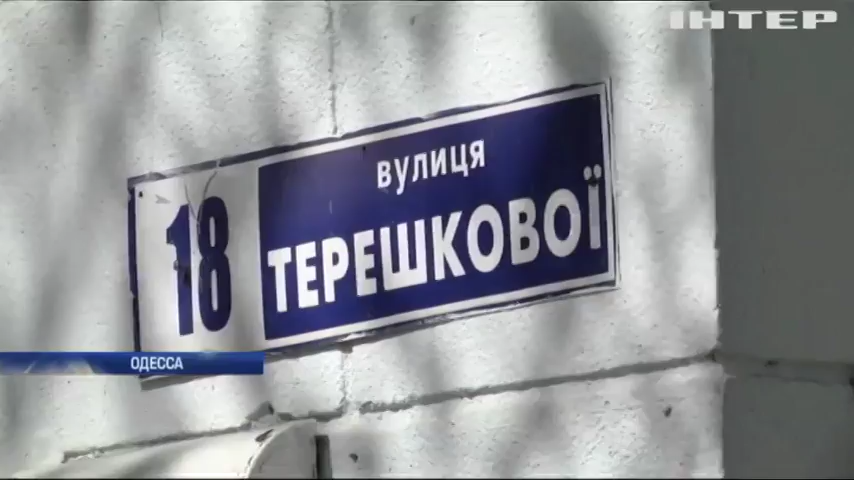 ІНТЕР
18
вулиця
ТЕРЕШКОВОЇ
ОДЕССА